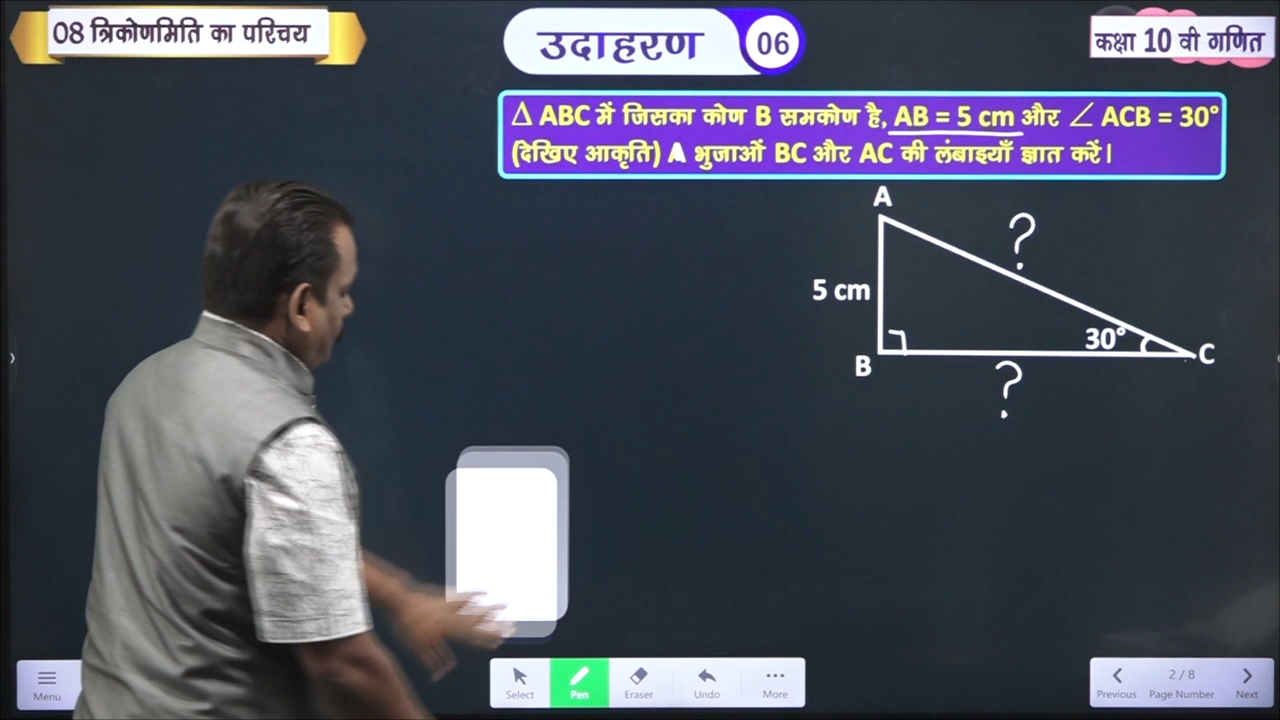 08 त्रिकोणमिति का परिचय
उदाहरण 06
कक्षा 10 वी गणित
Δ ABC में जिसका कोण B समकोण है, AB = 5 cm और ∠ ACB = 30°
(देखिए आकृति) A भुजाओं BC और AC की लंबाइयाँ ज्ञात करें।
A
?
5 cm
30°
B
C
?
Menu
Select
Pen
Eraser
Undo
More
2 / 8
Previous
Page Number
Next